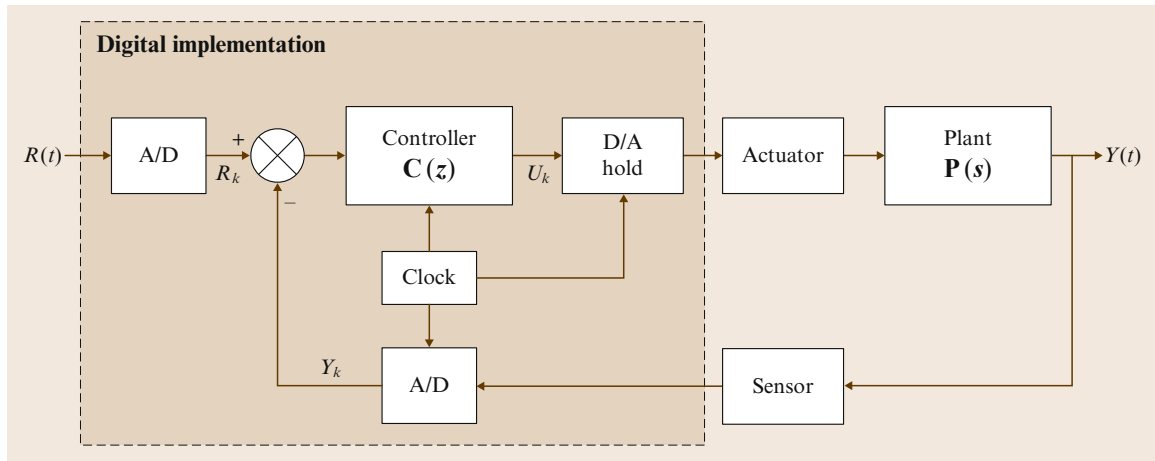 Digital implementation
R(t)
A/D
+
R_k
−
Controller
C(z)
U_k
D/A
hold
Actuator
Plant
P(s)
Y(t)
Clock
Y_k
A/D
Sensor